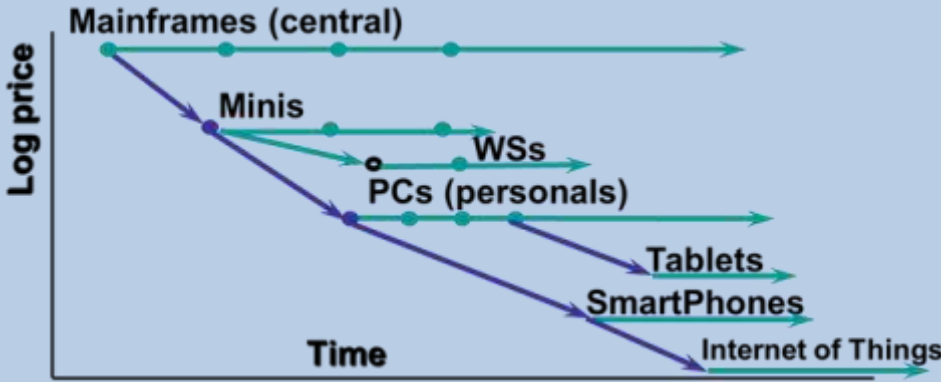 Mainframes (central)
Log price
Minis
WSs
PCs (personals)
Tablets
SmartPhones
Time
Internet of Things